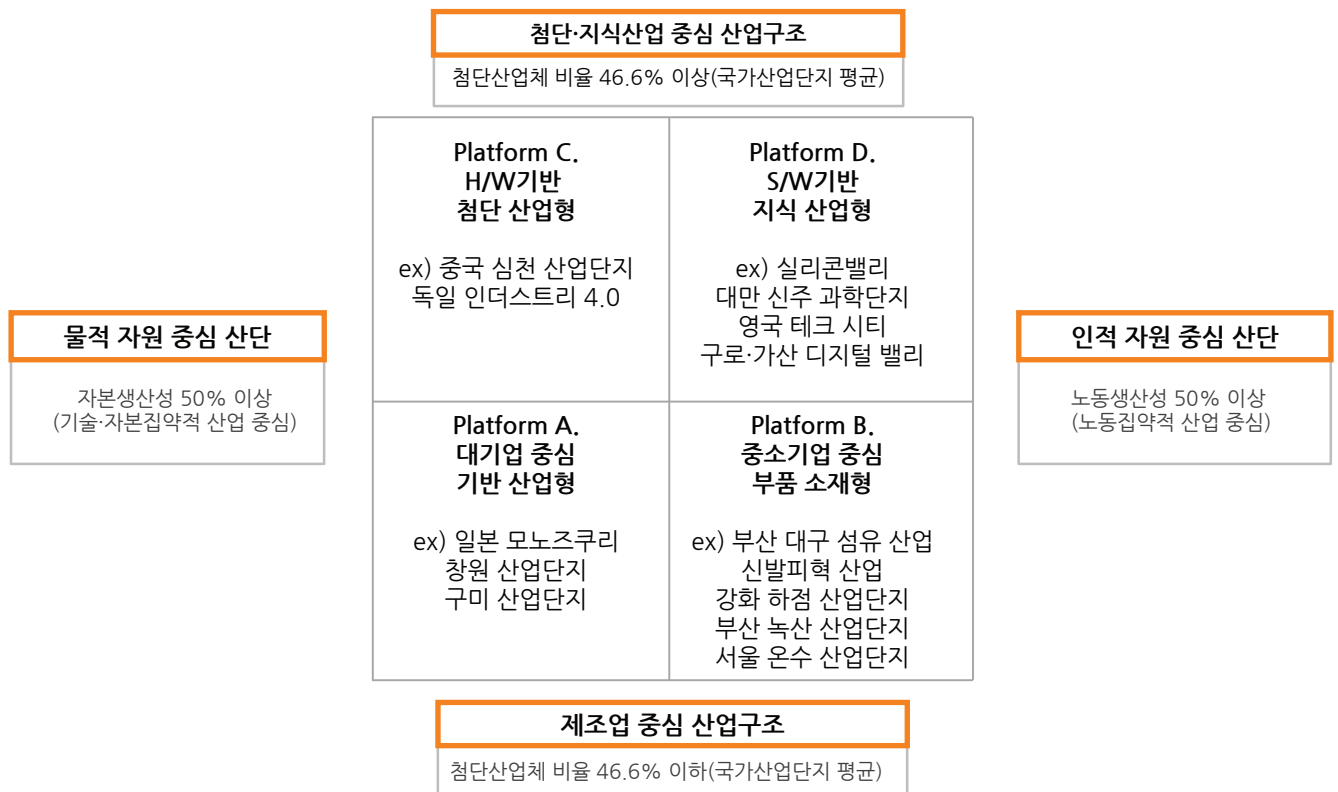 첨단·지식산업 중심 산업구조
첨단산업체 비율 46.6% 이상(국가산업단지 평균)
Platform C.
H/W기반
첨단 산업형
ex) 중국 심천 산업단지
독일 인더스트리 4.0
Platform D.
S/W기반
지식 산업형
ex) 실리콘밸리
대만 신주 과학단지
영국 테크 시티
구로·가산 디지털 밸리
물적 자원 중심 산단
자본생산성 50% 이상
(기술·자본집약적 산업 중심)
인적 자원 중심 산단
노동생산성 50% 이상
(노동집약적 산업 중심)
Platform A.
대기업 중심
기반 산업형
ex) 일본 모노즈쿠리
창원 산업단지
구미 산업단지
Platform B.
중소기업 중심
부품 소재형
ex) 부산 대구 섬유 산업
신발피혁 산업
강화 하점 산업단지
부산 녹산 산업단지
서울 온수 산업단지
제조업 중심 산업구조
첨단산업체 비율 46.6% 이하(국가산업단지 평균)